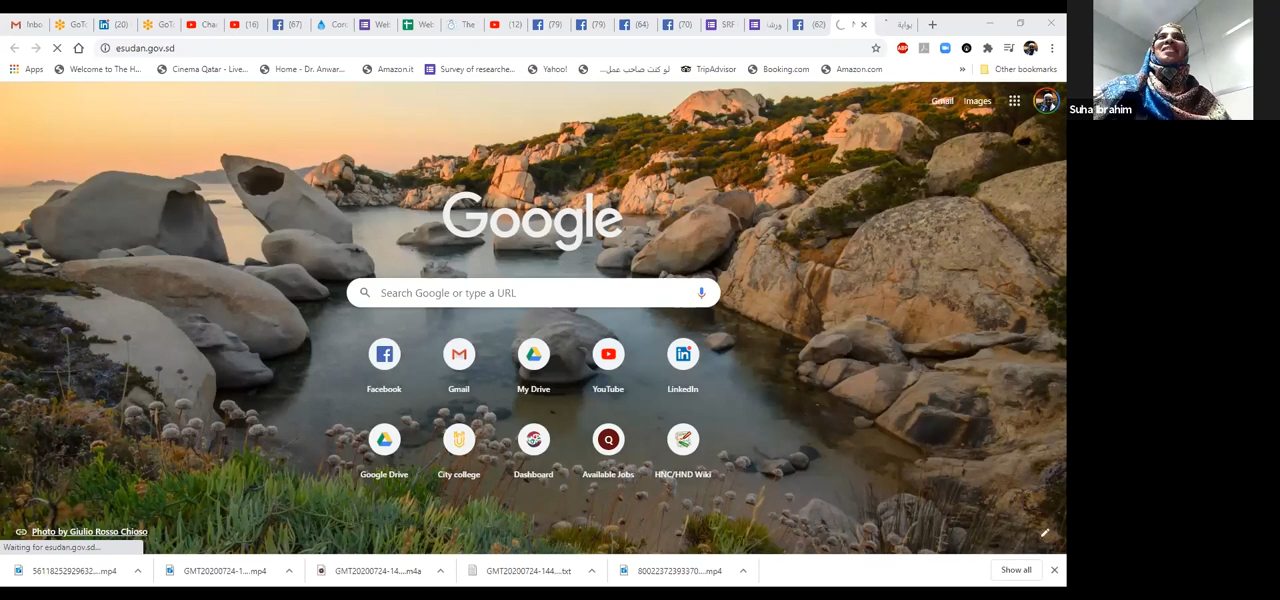 Inbo
GoTo
(20)
GoTo
Cha
(16)
(67)
Con
Wel
Wel
The
(12)
(79)
(79)
(64)
(70)
SRF
ورشا
(62)
N
بوابة
esudan.gov.sd
ABP
Apps
Welcome to The H...
Cinema Qatar - Live...
Home - Dr. Anwar...
Amazon.it
Survey of researche...
Yahoo!
لو كنت صاحب عمل...
TripAdvisor
Booking.com
Amazon.com
»
Other bookmarks
Gmail
Images
Suha Ibrahim
Google
Search Google or type a URL
Facebook
Gmail
My Drive
YouTube
LinkedIn
Google Drive
City college
Dashboard
Available Jobs
HNC/HND Wiki
Photo by Giulio Rosso Chioso
Waiting for esudan.gov.sd...
56118252929632....mp4
GMT20200724-1....mp4
GMT20200724-14....m4a
GMT20200724-144....txt
80022372393370....mp4
Show all